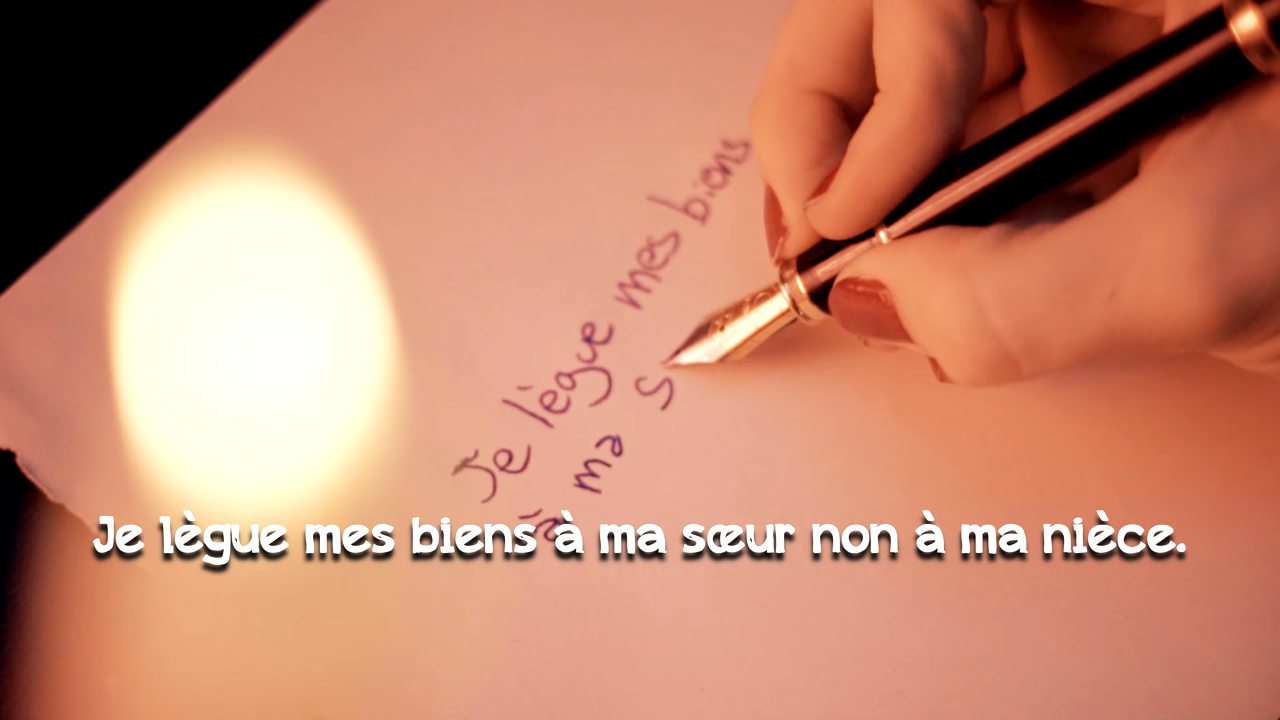 Je lègue mes biens
à ma s
Je lègue mes biens à ma sœur non à ma nièce.